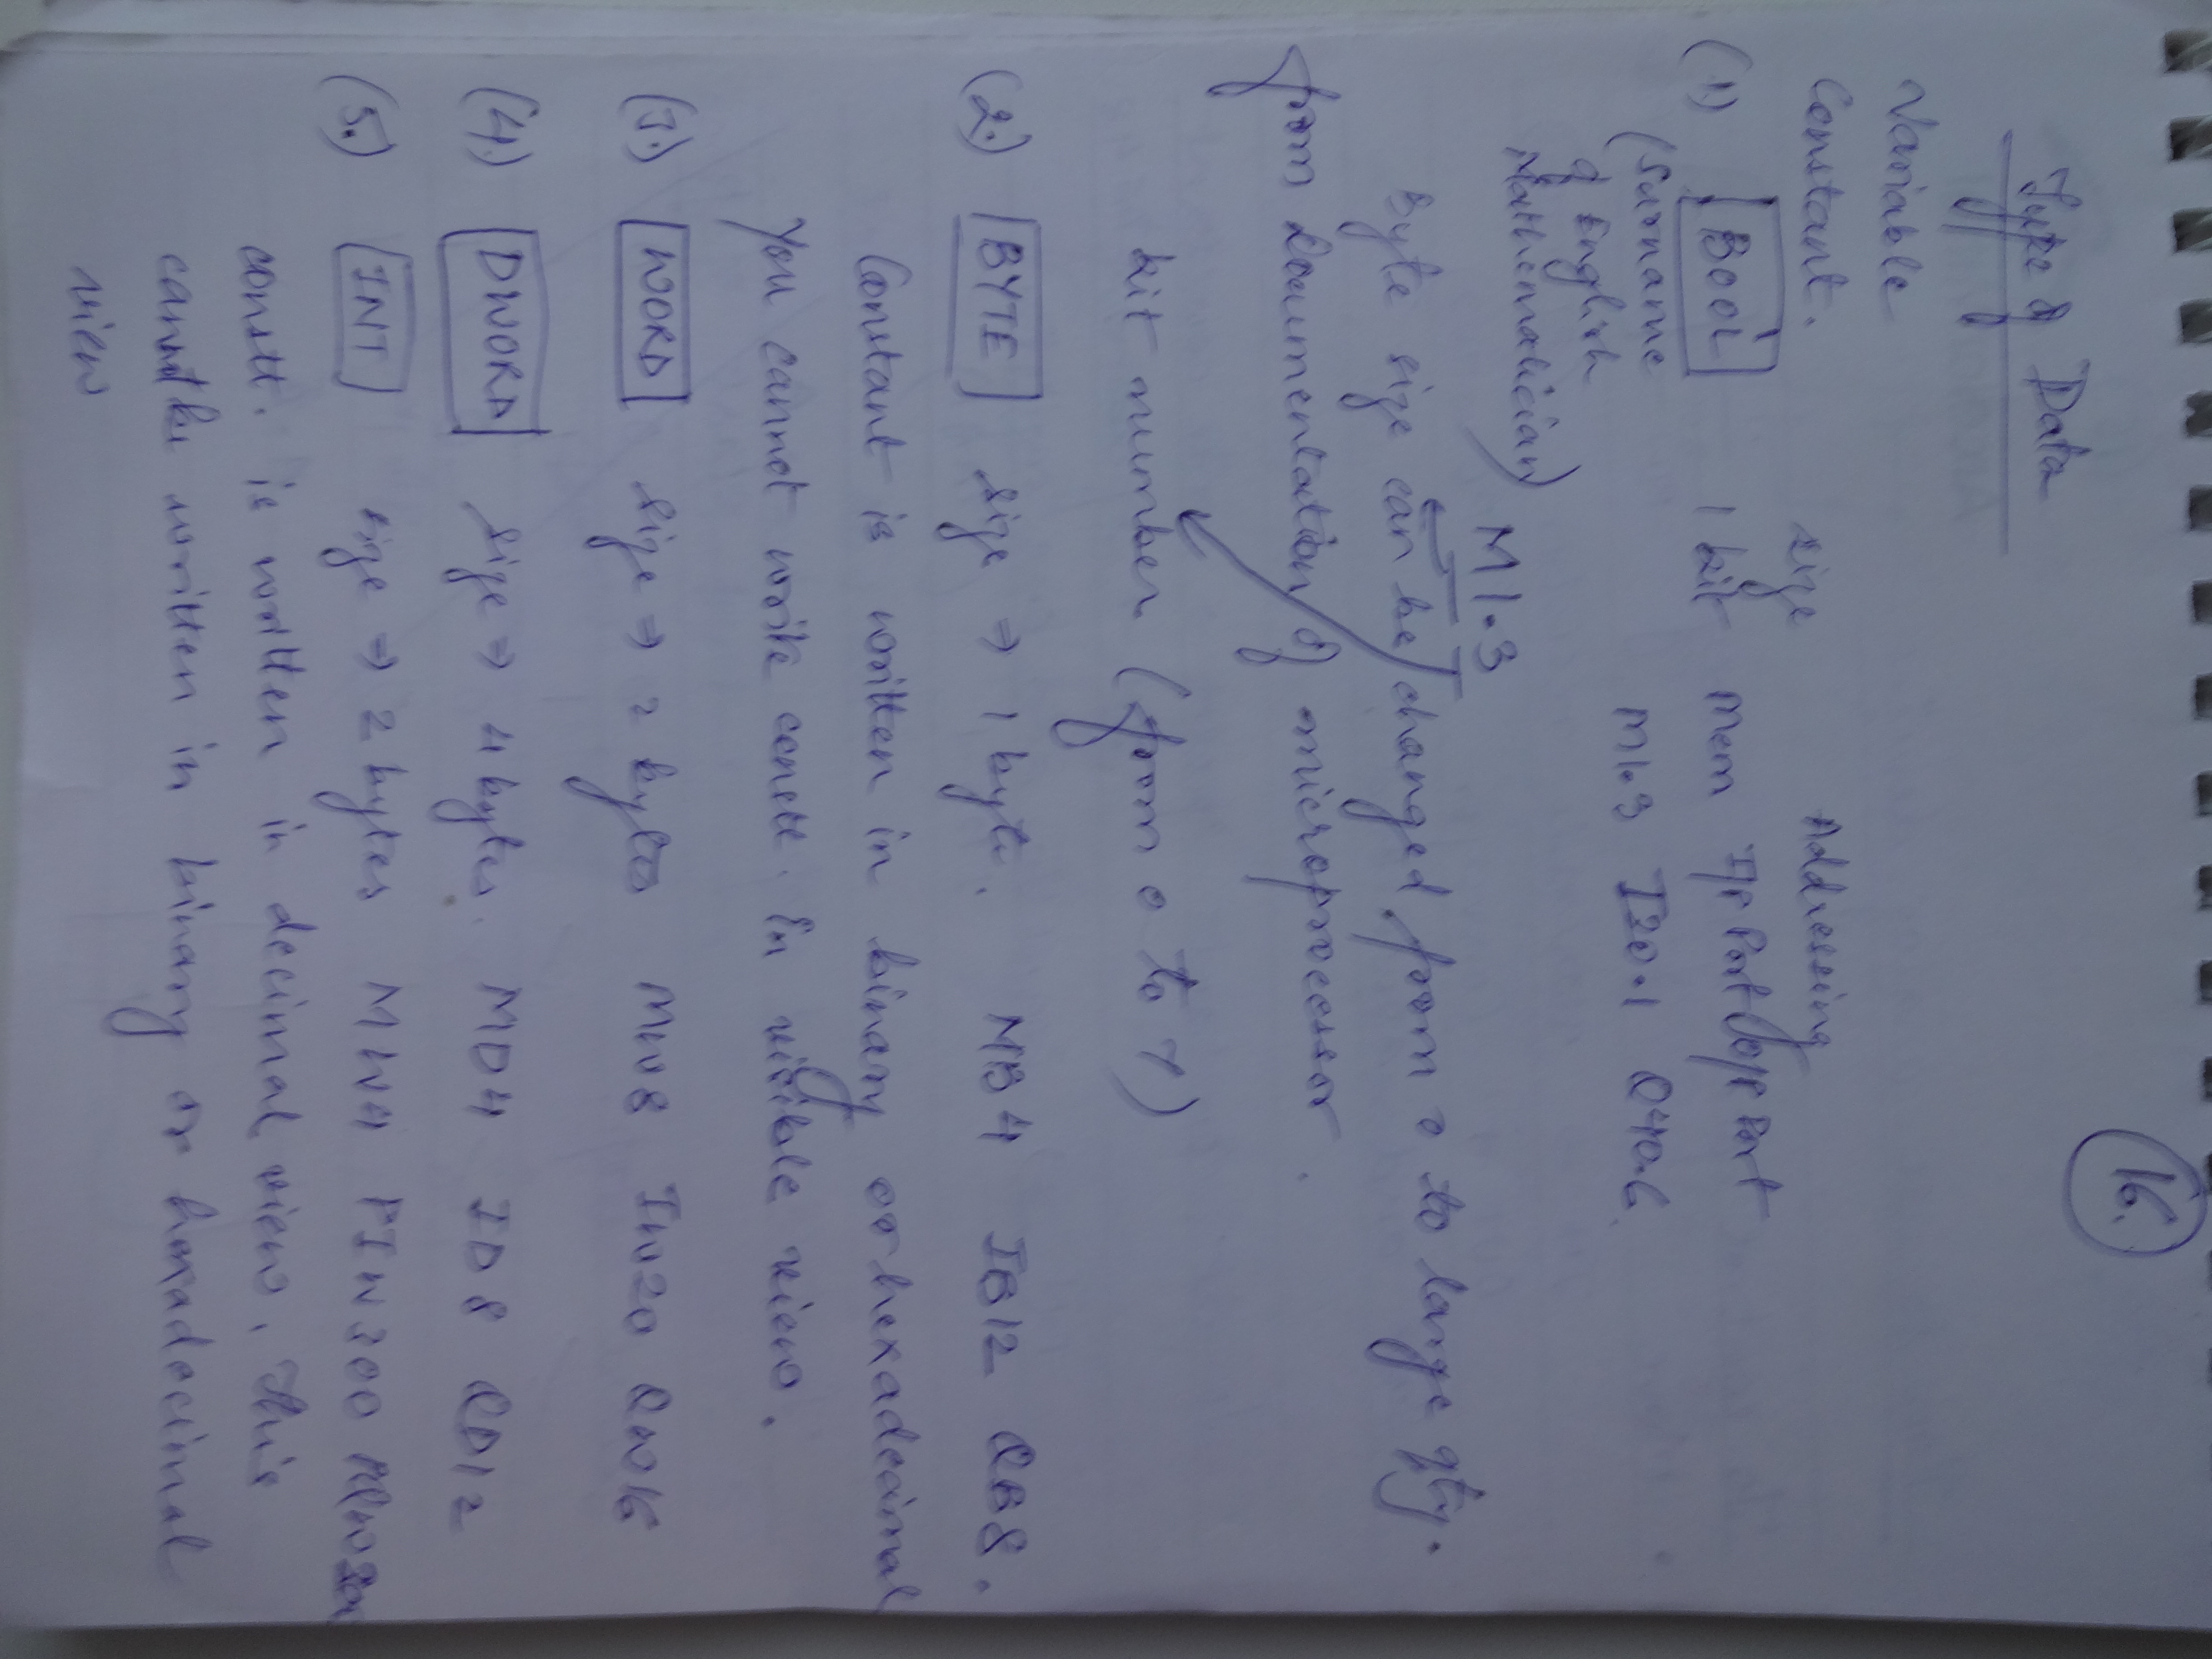 16.
Type of Data
Variable
Constant.
size Addressing
(1) BOOL 1 bit Mem I/P Port O/P Port
(Surname M1.3 I20.1 Q40.6
of English
Mathematician) M1.3
Byte size can be changed from 0 to large qty.
from documentation of microprocessor.
bit number (from 0 to 7)
(2.) BYTE size ⇒ 1 byte. MB4 IB12 QB8.
Constant is written in binary or hexadecimal
You cannot write constt. in visible view.
(3.) WORD size ⇒ 2 bytes MW8 IW20 QW16
(4.) DWORD size ⇒ 4 bytes. MD4 ID8 QD12
(5.) INT size ⇒ 2 bytes MW4 PIW300
constt. is written in decimal view. This
cannot be written in binary or hexadecimal
view